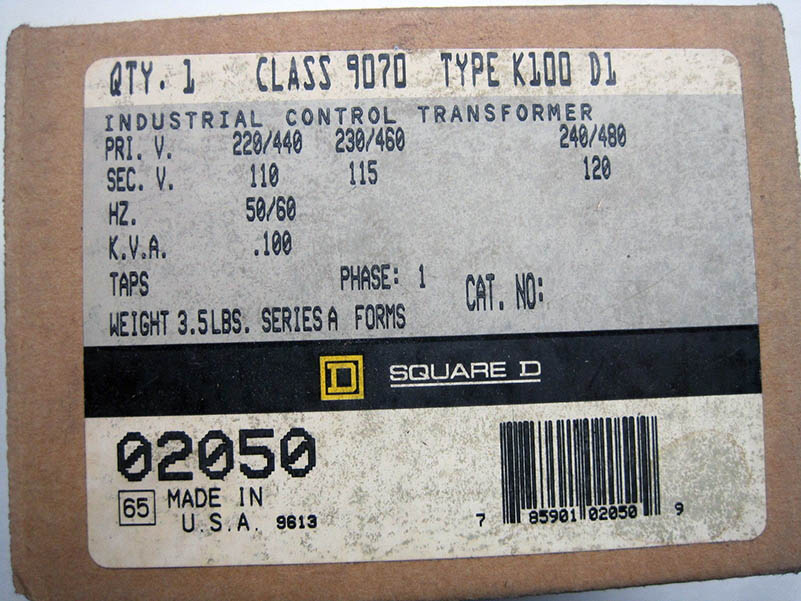 QTY. 1 CLASS 9070 TYPE K100 D1
INDUSTRIAL CONTROL TRANSFORMER
PRI. V. 220/440 230/460 240/480
SEC. V. 110 115 120
HZ. 50/60
K.V.A. .100
TAPS PHASE: 1 CAT. NO:
WEIGHT 3.5LBS. SERIES A FORMS
D SQUARE D
02050
65 MADE IN
U.S.A. 9613
7 85901 02050 9